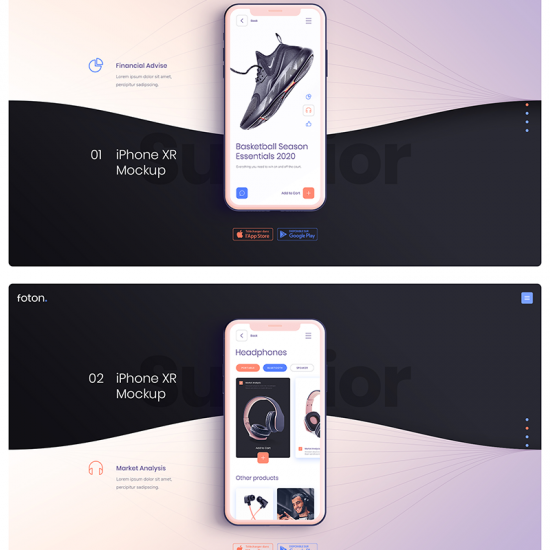 Back
Financial Advise
Lorem ipsum dolor sit amet,
perciptur sadipscing.
Superior
01 iPhone XR
Mockup
Basketball Season
Essentials 2020
Add to Cart
App Store
Google Play
foton.
Back
Headphones
Superior
02 iPhone XR
Mockup
Market Analysis
Lorem ipsum dolor sit amet,
perciptur sadipscing.
Other products